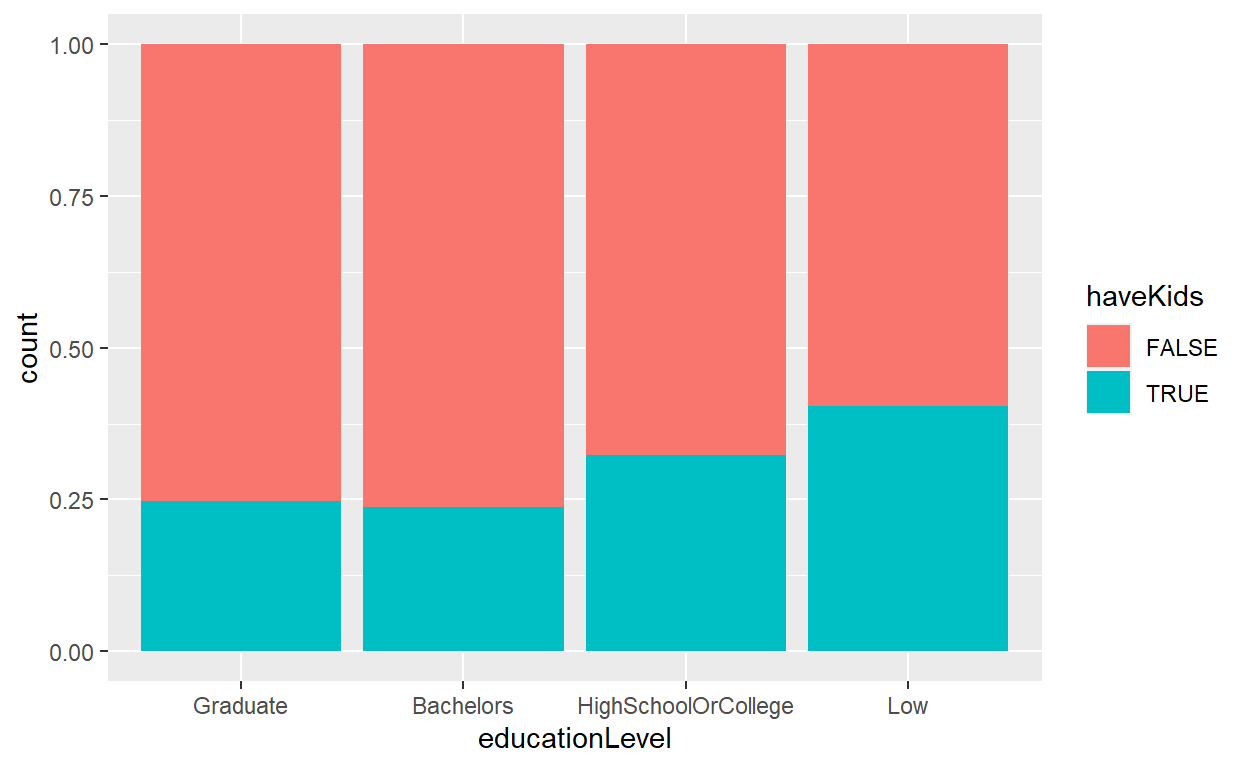 1.00
0.75
0.50
0.25
0.00
count
Graduate
Bachelors
HighSchoolOrCollege
Low
educationLevel
haveKids
FALSE
TRUE